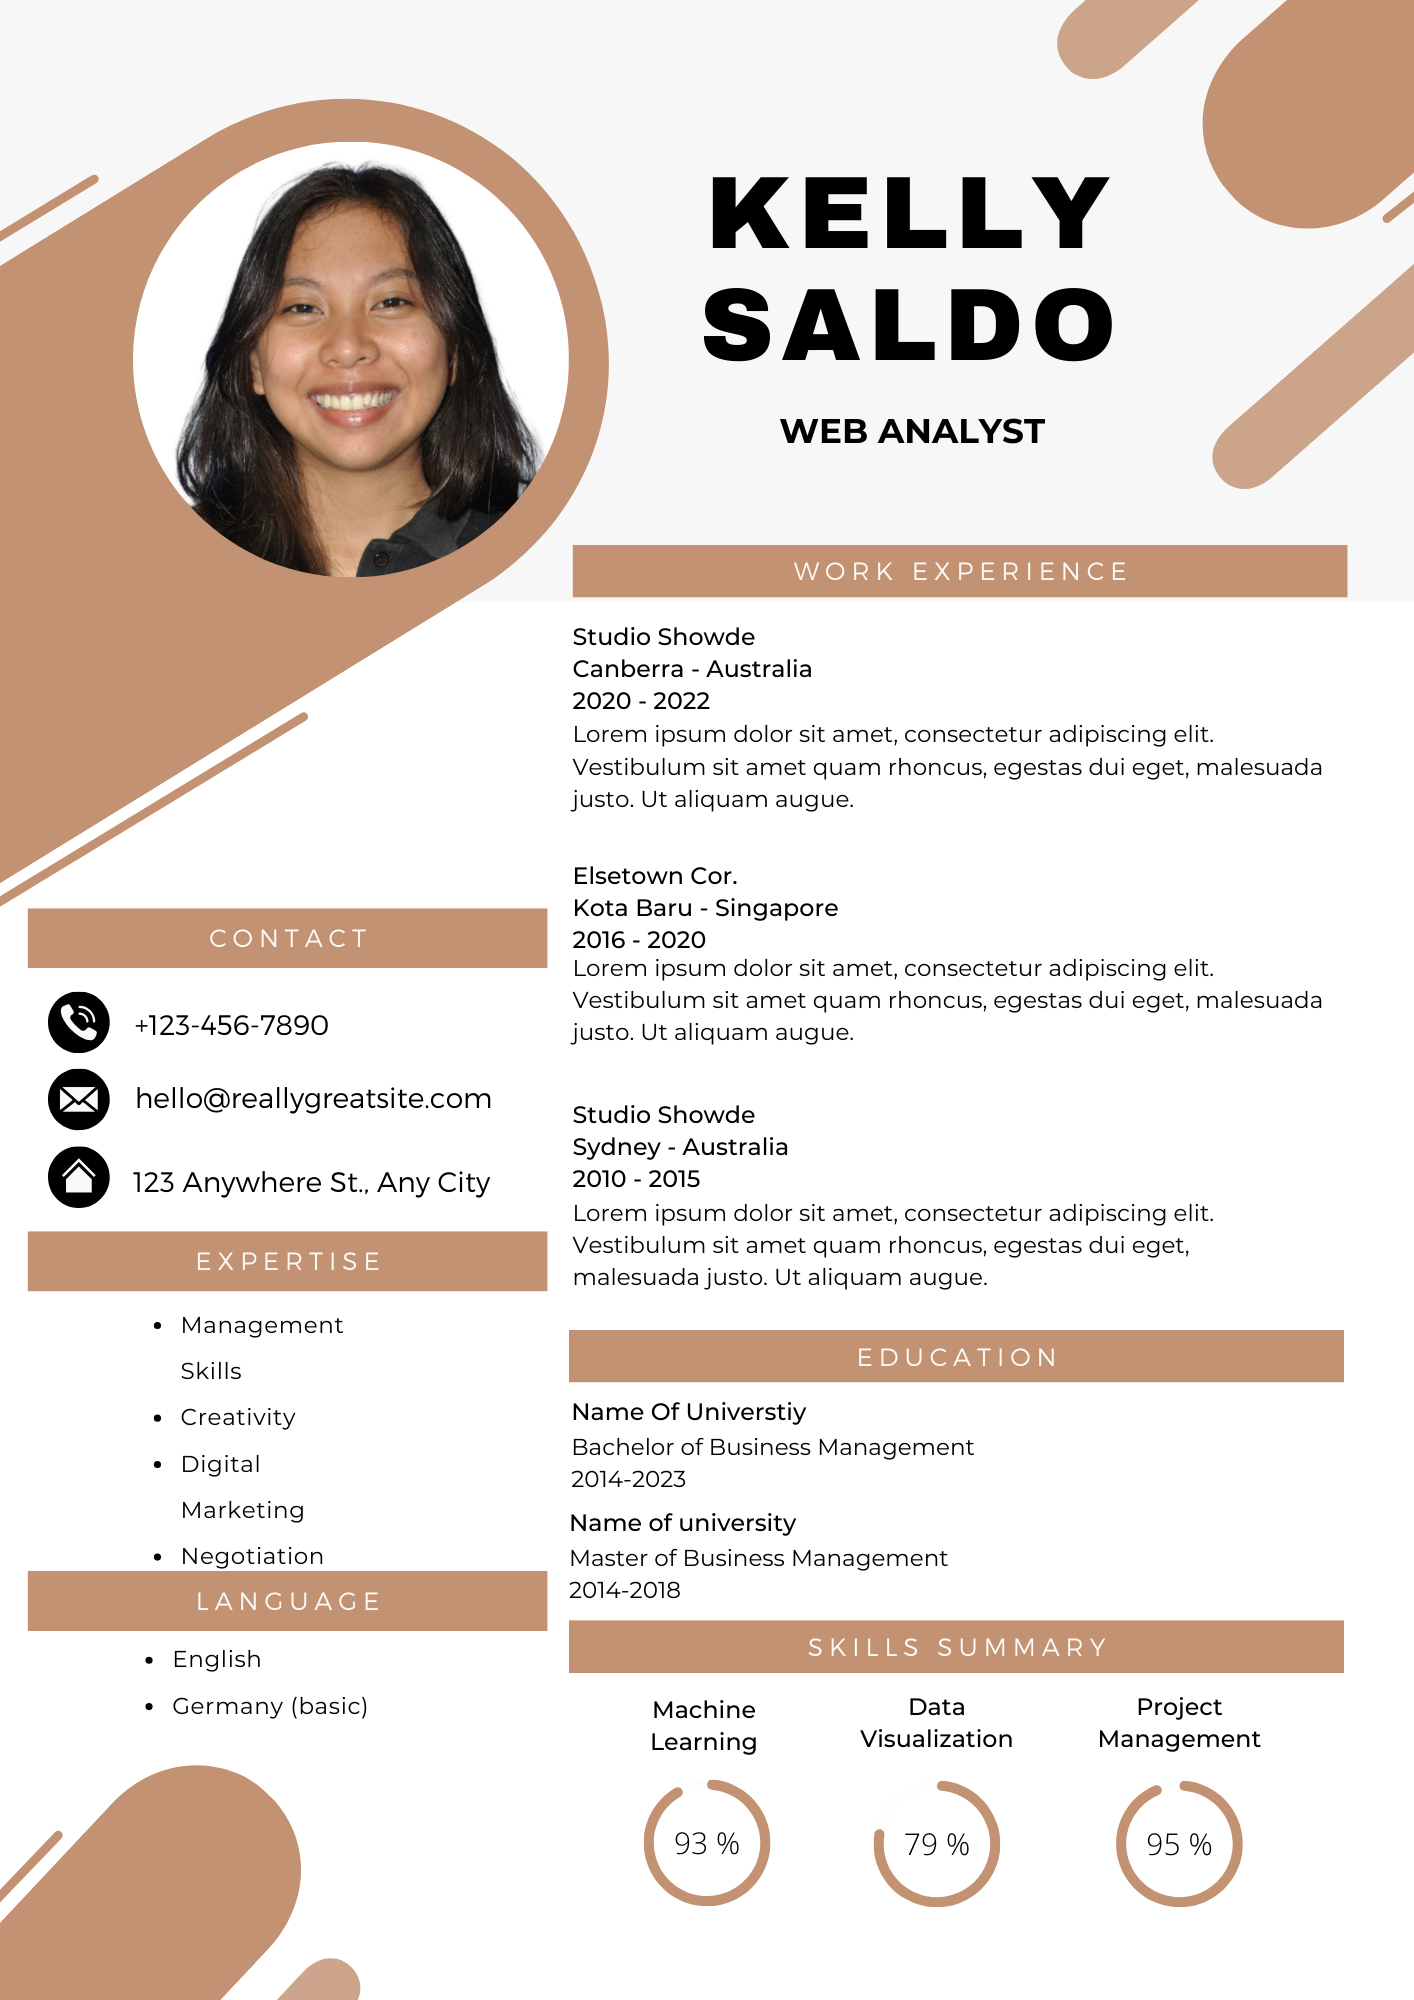 KELLY
SALDO
WEB ANALYST
WORK EXPERIENCE
Studio Showde
Canberra - Australia
2020 - 2022
Lorem ipsum dolor sit amet, consectetur adipiscing elit.
Vestibulum sit amet quam rhoncus, egestas dui eget, malesuada
justo. Ut aliquam augue.
Elsetown Cor.
Kota Baru - Singapore
2016 - 2020
Lorem ipsum dolor sit amet, consectetur adipiscing elit.
Vestibulum sit amet quam rhoncus, egestas dui eget, malesuada
justo. Ut aliquam augue.
Studio Showde
Sydney - Australia
2010 - 2015
Lorem ipsum dolor sit amet, consectetur adipiscing elit.
Vestibulum sit amet quam rhoncus, egestas dui eget,
malesuada justo. Ut aliquam augue.
EDUCATION
Name Of Universtiy
Bachelor of Business Management
2014-2023
Name of university
Master of Business Management
2014-2018
SKILLS SUMMARY
Machine
Learning
93 %
Data
Visualization
79 %
Project
Management
95 %
CONTACT
+123-456-7890
hello@reallygreatsite.com
123 Anywhere St., Any City
EXPERTISE
• Management
Skills
• Creativity
• Digital
Marketing
• Negotiation
LANGUAGE
• English
• Germany (basic)